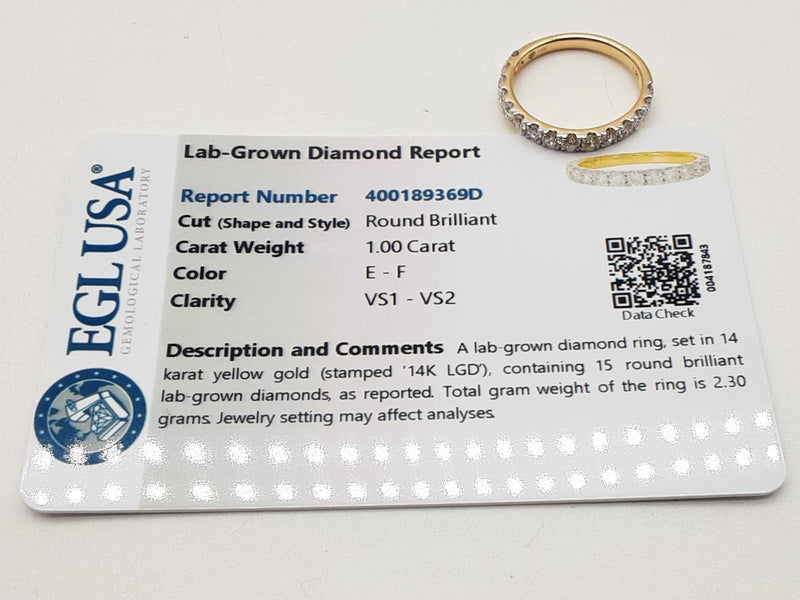 EGL USA®
GEMOLOGICAL LABORATORY
Lab-Grown Diamond Report
Report Number 400189369D
Cut (Shape and Style) Round Brilliant
Carat Weight 1.00 Carat
Color E - F
Clarity VS1 - VS2
004187843
Data Check
Description and Comments A lab-grown diamond ring, set in 14
karat yellow gold (stamped '14K LGD'), containing 15 round brilliant
lab-grown diamonds, as reported. Total gram weight of the ring is 2.30
grams. Jewelry setting may affect analyses.